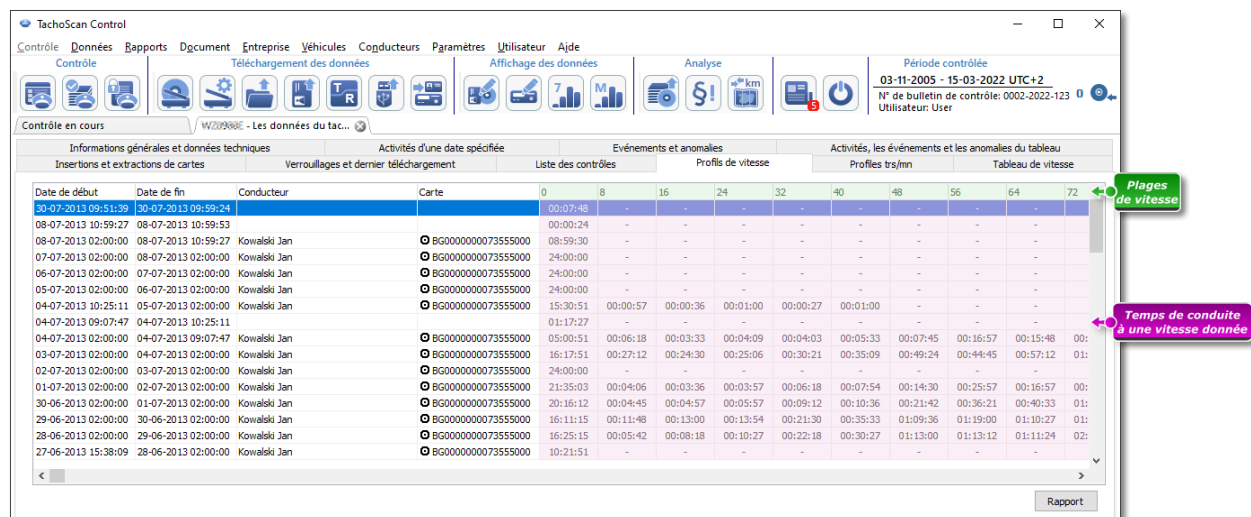 TachoScan Control
Contrôle Données Rapports Document Entreprise Véhicules Conducteurs Paramètres Utilisateur Ajde
Contrôle Téléchargement des données Affichage des données Analyse Période contrôlée
03-11-2005 - 15-03-2022 UTC+2
N° de bulletin de contrôle: 0002-2022-123 0
Utilisateur: User
5
Contrôle en cours - Les données du tac...
Informations générales et données techniques Activités d'une date spécifiée Evénements et anomalies Activités, les événements et les anomalies du tableau
Insertions et extractions de cartes Verrouillages et dernier téléchargement Liste des contrôles Profils de vitesse Profiles trs/mn Tableau de vitesse
Date de début Date de fin Conducteur Carte 0 8 16 24 32 40 48 56 64 72
Plages de vitesse
30-07-2013 09:51:39 30-07-2013 09:59:24 00:07:48 - - - - - - - -
08-07-2013 10:59:27 08-07-2013 10:59:53 00:00:24 - - - - - - - -
08-07-2013 02:00:00 08-07-2013 10:59:27 Kowalski Jan BG0000000073555000 08:59:30 - - - - - - - -
07-07-2013 02:00:00 08-07-2013 02:00:00 Kowalski Jan BG0000000073555000 24:00:00 - - - - - - - -
06-07-2013 02:00:00 07-07-2013 02:00:00 Kowalski Jan BG0000000073555000 24:00:00 - - - - - - - -
05-07-2013 02:00:00 06-07-2013 02:00:00 Kowalski Jan BG0000000073555000 24:00:00 - - - - - - - -
04-07-2013 10:25:11 05-07-2013 02:00:00 Kowalski Jan BG0000000073555000 15:30:51 00:00:57 00:00:36 00:01:00 00:00:27 00:01:00 - - -
04-07-2013 09:07:47 04-07-2013 10:25:11 01:17:27 - - - - - - - -
Temps de conduite à une vitesse donnée
04-07-2013 02:00:00 04-07-2013 09:07:47 Kowalski Jan BG0000000073555000 05:00:51 00:06:18 00:03:33 00:04:09 00:04:03 00:05:33 00:07:45 00:16:57 00:15:48 00:
03-07-2013 02:00:00 04-07-2013 02:00:00 Kowalski Jan BG0000000073555000 16:17:51 00:27:12 00:24:30 00:25:06 00:30:21 00:35:09 00:49:24 00:44:45 00:57:12 01:
02-07-2013 02:00:00 03-07-2013 02:00:00 Kowalski Jan BG0000000073555000 24:00:00 - - - - - - - -
01-07-2013 02:00:00 02-07-2013 02:00:00 Kowalski Jan BG0000000073555000 21:35:03 00:04:06 00:03:36 00:03:57 00:06:18 00:07:54 00:14:30 00:25:57 00:16:57 00:
30-06-2013 02:00:00 01-07-2013 02:00:00 Kowalski Jan BG0000000073555000 20:16:12 00:04:45 00:04:57 00:05:57 00:09:12 00:10:36 00:21:42 00:36:21 00:40:33 01:
29-06-2013 02:00:00 30-06-2013 02:00:00 Kowalski Jan BG0000000073555000 16:11:15 00:11:48 00:13:00 00:13:54 00:21:30 00:35:33 01:09:36 01:19:00 01:10:27 01:
28-06-2013 02:00:00 29-06-2013 02:00:00 Kowalski Jan BG0000000073555000 16:25:15 00:05:42 00:08:18 00:10:27 00:22:18 00:30:27 01:13:00 01:13:12 01:11:24 02:
27-06-2013 15:38:09 28-06-2013 02:00:00 Kowalski Jan BG0000000073555000 10:21:51 - - - - - - - -
Rapport